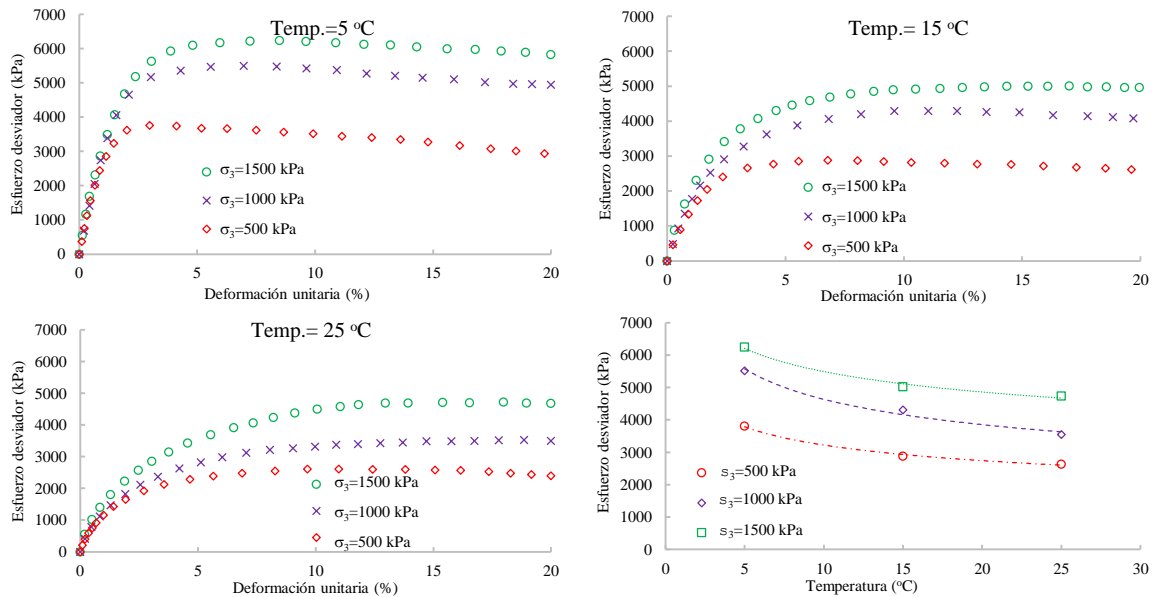 Temp.=5 °C
Esfuerzo desviador (kPa)
7000
6000
5000
4000
3000
2000
1000
0
σ3=1500 kPa
σ3=1000 kPa
σ3=500 kPa
0 5 10 15 20
Deformación unitaria (%)
Temp.= 15 °C
Esfuerzo desviador (kPa)
7000
6000
5000
4000
3000
2000
1000
0
σ3=1500 kPa
σ3=1000 kPa
σ3=500 kPa
0 5 10 15 20
Deformación unitaria (%)
Temp.= 25 °C
Esfuerzo desviador (kPa)
7000
6000
5000
4000
3000
2000
1000
0
σ3=1500 kPa
σ3=1000 kPa
σ3=500 kPa
0 5 10 15 20
Deformación unitaria (%)
Esfuerzo desviador (kPa)
7000
6000
5000
4000
3000
2000
1000
0
s3=500 kPa
s3=1000 kPa
s3=1500 kPa
0 5 10 15 20 25 30
Temperatura (°C)